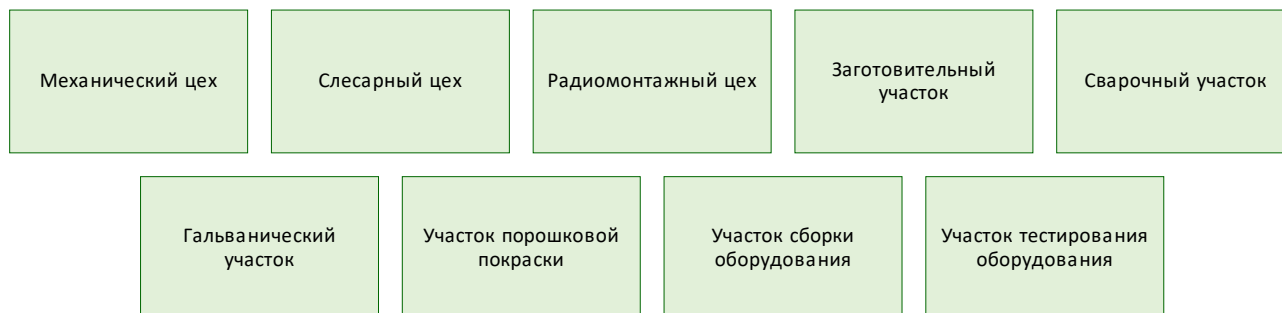 Механический цех
Слесарный цех
Радиомонтажный цех
Заготовительный
участок
Сварочный участок
Гальванический
участок
Участок порошковой
покраски
Участок сборки
оборудования
Участок тестирования
оборудования